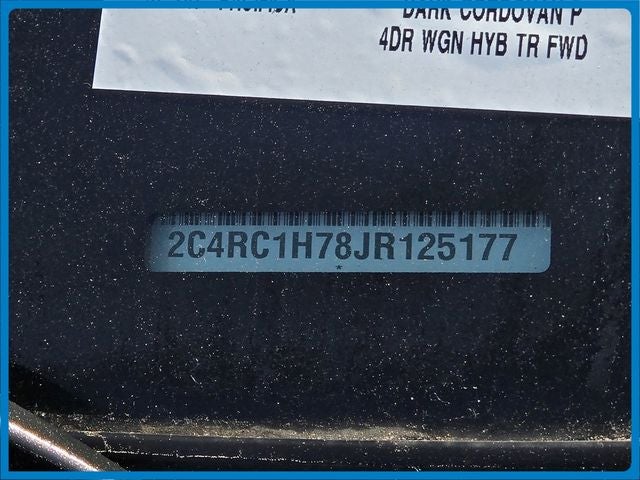 DARK CORDOVAN P
4DR WGN HYB TR FWD
2C4RC1H78JR125177